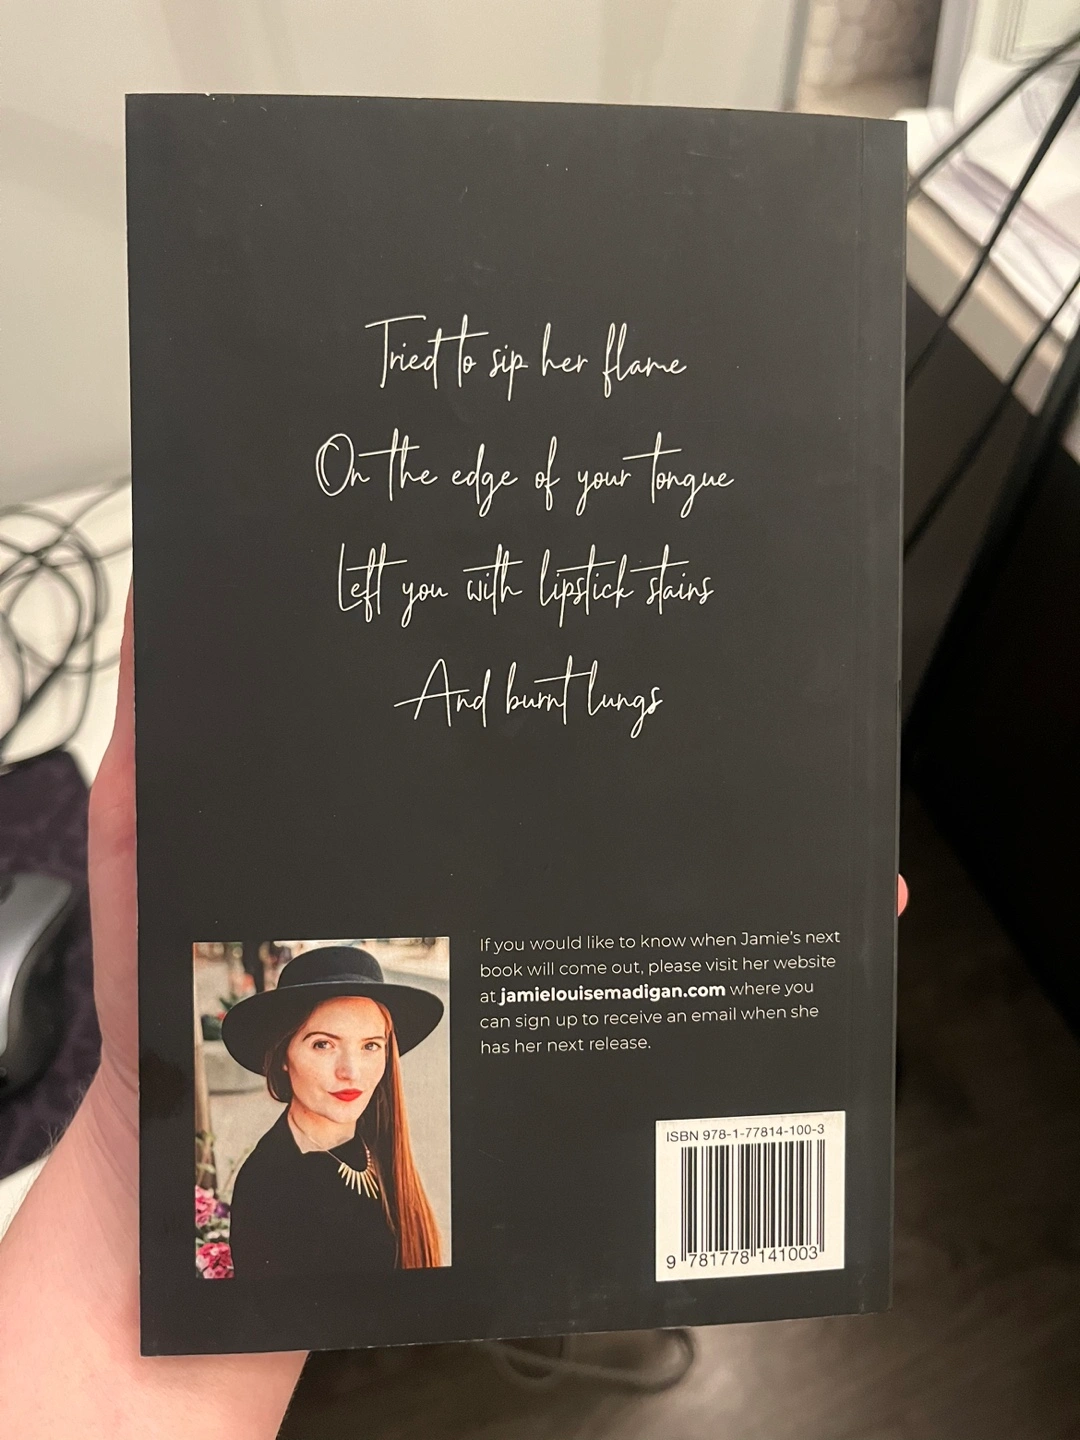 Tried to sip her flame
On the edge of your tongue
Left you with lipstick stains
And burnt lungs
If you would like to know when Jamie's next
book will come out, please visit her website
at jamielouisemadigan.com where you
can sign up to receive an email when she
has her next release.
ISBN 978-1-77814-100-3
9 781778 141003